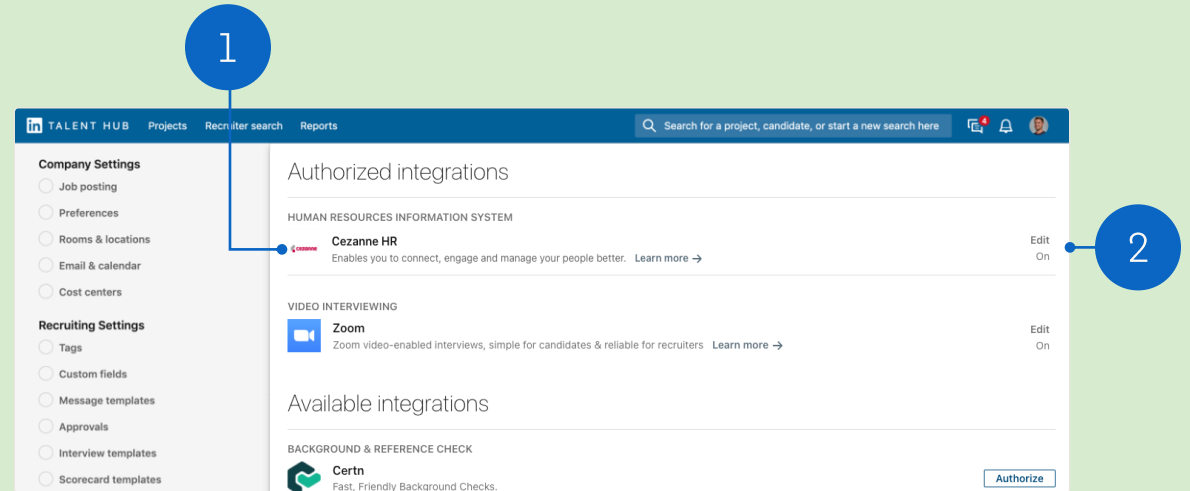 1
in TALENT HUB Projects Recruiter search Reports Search for a project, candidate, or start a new search here 4
Company Settings
Job posting
Preferences
Rooms & locations
Email & calendar
Cost centers
Recruiting Settings
Tags
Custom fields
Message templates
Approvals
Interview templates
Scorecard templates
Authorized integrations
HUMAN RESOURCES INFORMATION SYSTEM
CEZANNE
Cezanne HR
Enables you to connect, engage and manage your people better. Learn more →
Edit
On
2
VIDEO INTERVIEWING
Zoom
Zoom video-enabled interviews, simple for candidates & reliable for recruiters Learn more →
Edit
On
Available integrations
BACKGROUND & REFERENCE CHECK
Certn
Fast, Friendly Background Checks.
Authorize